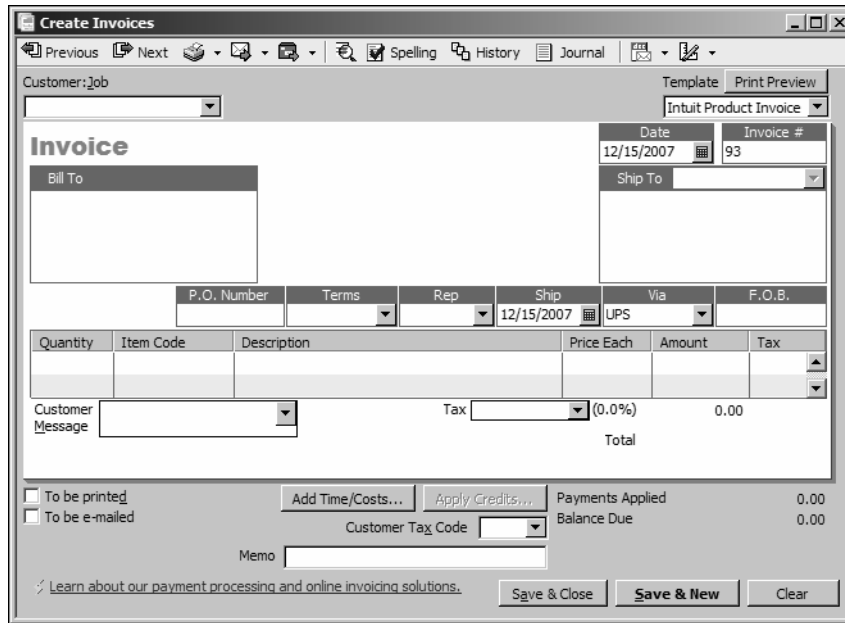 Create Invoices
Previous Next Spelling History Journal
Customer:Job Template Print Preview
Intuit Product Invoice
Invoice
Date Invoice #
12/15/2007 93
Bill To Ship To
P.O. Number Terms Rep Ship Via F.O.B.
12/15/2007 UPS
Quantity Item Code Description Price Each Amount Tax
Customer Message Tax (0.0%) 0.00
Total
To be printed Add Time/Costs... Apply Credits... Payments Applied 0.00
To be e-mailed Customer Tax Code Balance Due 0.00
Memo
Learn about our payment processing and online invoicing solutions. Save & Close Save & New Clear